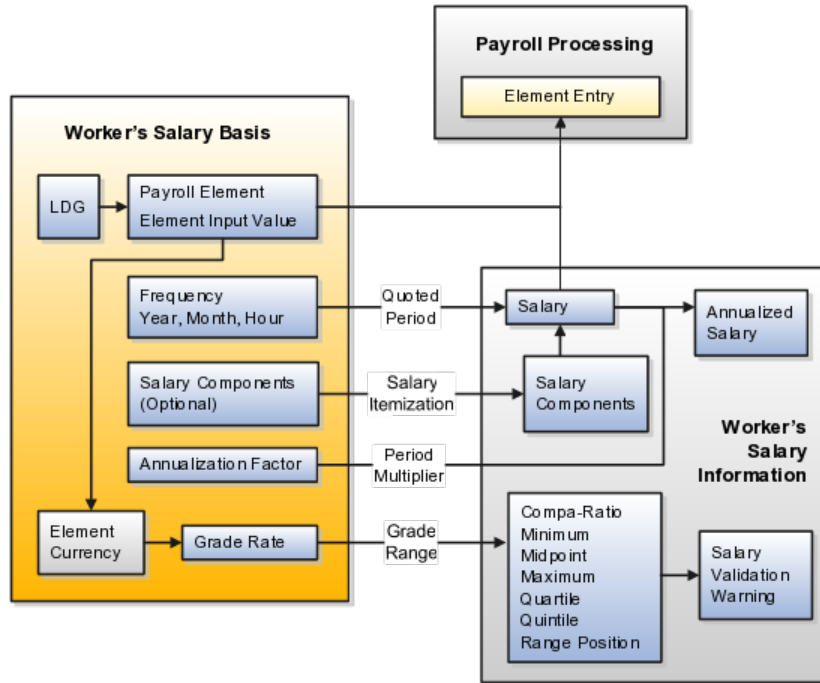 Payroll Processing
Element Entry
Worker's Salary Basis
LDG
Payroll Element
Element Input Value
Frequency
Year, Month, Hour
Quoted
Period
Salary
Annualized
Salary
Salary Components
(Optional)
Salary
Itemization
Salary
Components
Worker's
Salary
Information
Annualization Factor
Period
Multiplier
Element
Currency
Grade Rate
Grade
Range
Compa-Ratio
Minimum
Midpoint
Maximum
Quartile
Quintile
Range Position
Salary
Validation
Warning